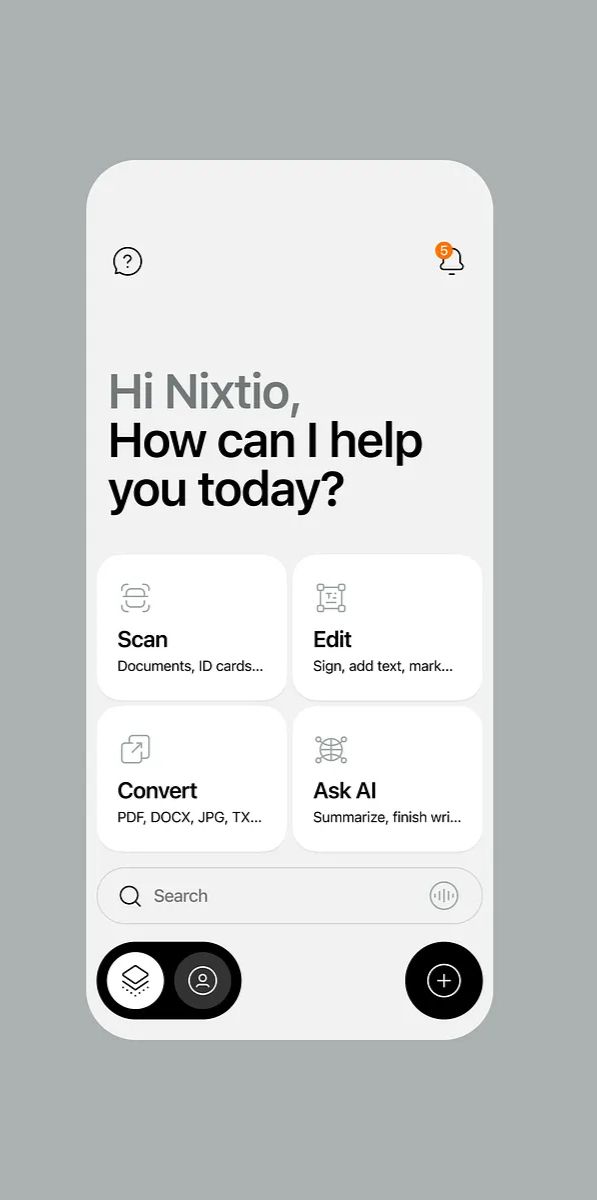 ?
5
Hi Nixtio,
How can I help
you today?
Scan
Documents, ID cards...
Edit
Sign, add text, mark...
Convert
PDF, DOCX, JPG, TX...
Ask AI
Summarize, finish wri...
Search